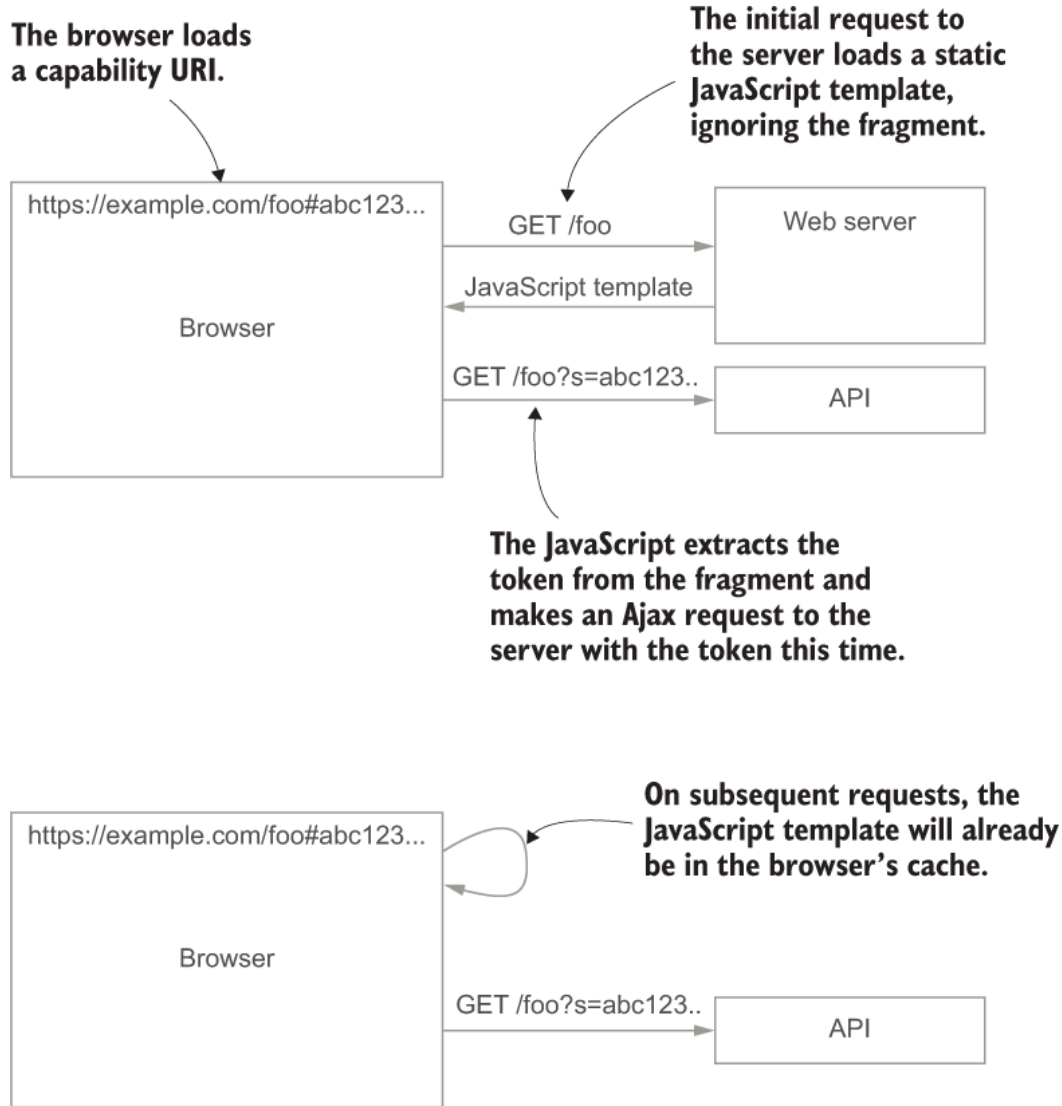 The browser loads
a capability URI.
The initial request to
the server loads a static
JavaScript template,
ignoring the fragment.
https://example.com/foo#abc123...
Browser
GET /foo
JavaScript template
Web server
GET /foo?s=abc123..
API
The JavaScript extracts the
token from the fragment and
makes an Ajax request to the
server with the token this time.
On subsequent requests, the
JavaScript template will already
be in the browser’s cache.
https://example.com/foo#abc123...
Browser
GET /foo?s=abc123..
API